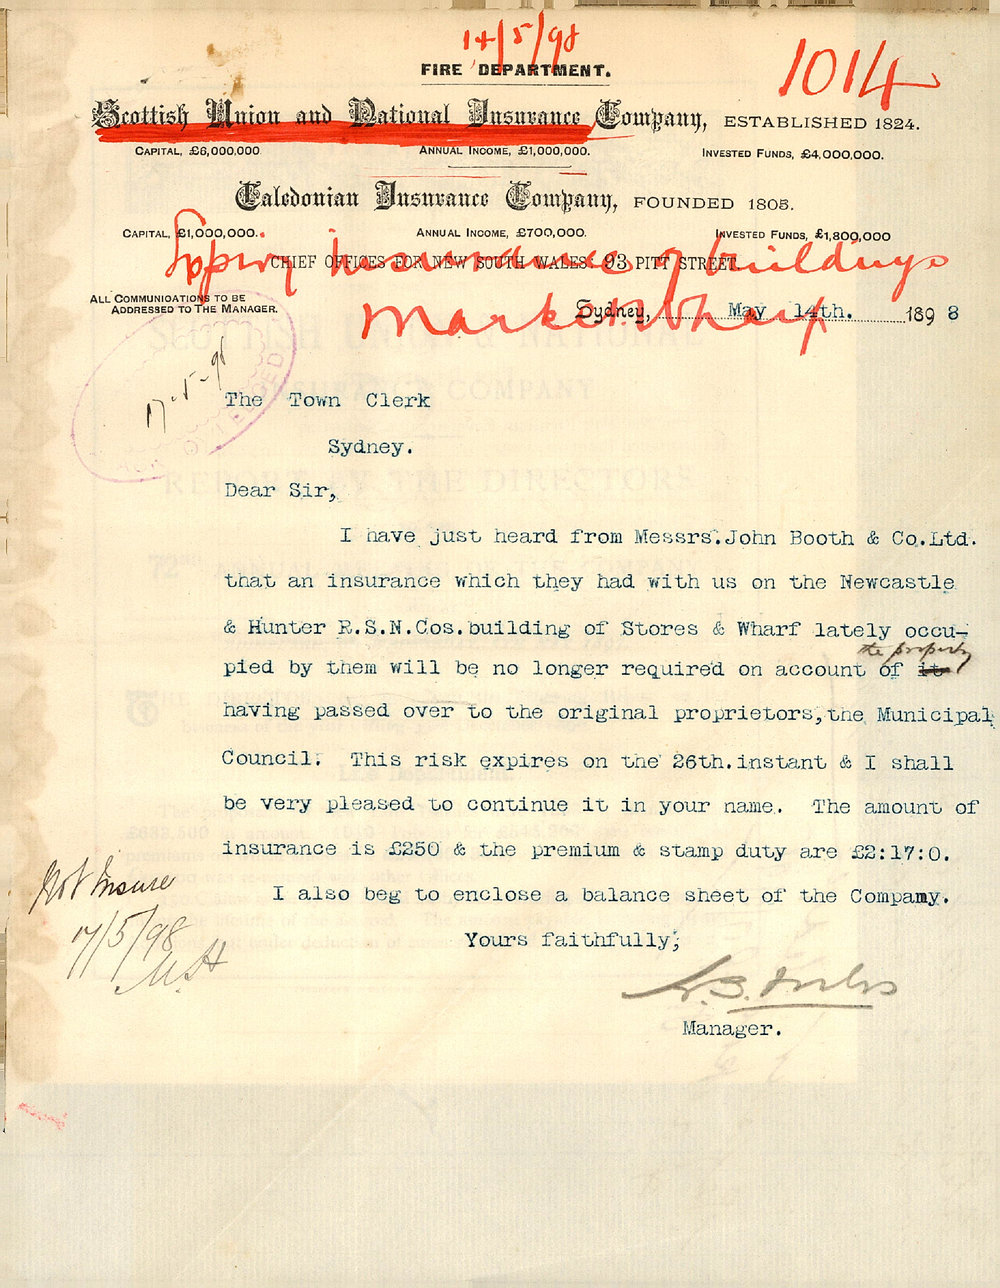 14/5/98
1014
FIRE DEPARTMENT.
Scottish Union and National Insurance Company, ESTABLISHED 1824.
CAPITAL, £6,000,000. ANNUAL INCOME, £1,000,000. INVESTED FUNDS, £4,000,000.
Caledonian Insurance Company, FOUNDED 1805.
CAPITAL, £1,000,000. ANNUAL INCOME, £700,000. INVESTED FUNDS, £1,800,000
insurance of buildings
Market Wharf
CHIEF OFFICES FOR NEW SOUTH WALES: 93 PITT STREET
ALL COMMUNICATIONS TO BE
ADDRESSED TO THE MANAGER.
Sydney, May 14th. 1898
17-5-98
The Town Clerk
Sydney.
Dear Sir,
I have just heard from Messrs.John Booth & Co.Ltd.
that an insurance which they had with us on the Newcastle
& Hunter R.S.N.Cos.building of Stores & Wharf lately occu-
the property
pied by them will be no longer required on account of it
having passed over to the original proprietors,the Municipal
Council. This risk expires on the 26th.instant & I shall
be very pleased to continue it in your name. The amount of
insurance is £250 & the premium & stamp duty are £2:17:0.
I also beg to enclose a balance sheet of the Company.
Yours faithfully,
Manager.
Not Insure
17/5/98